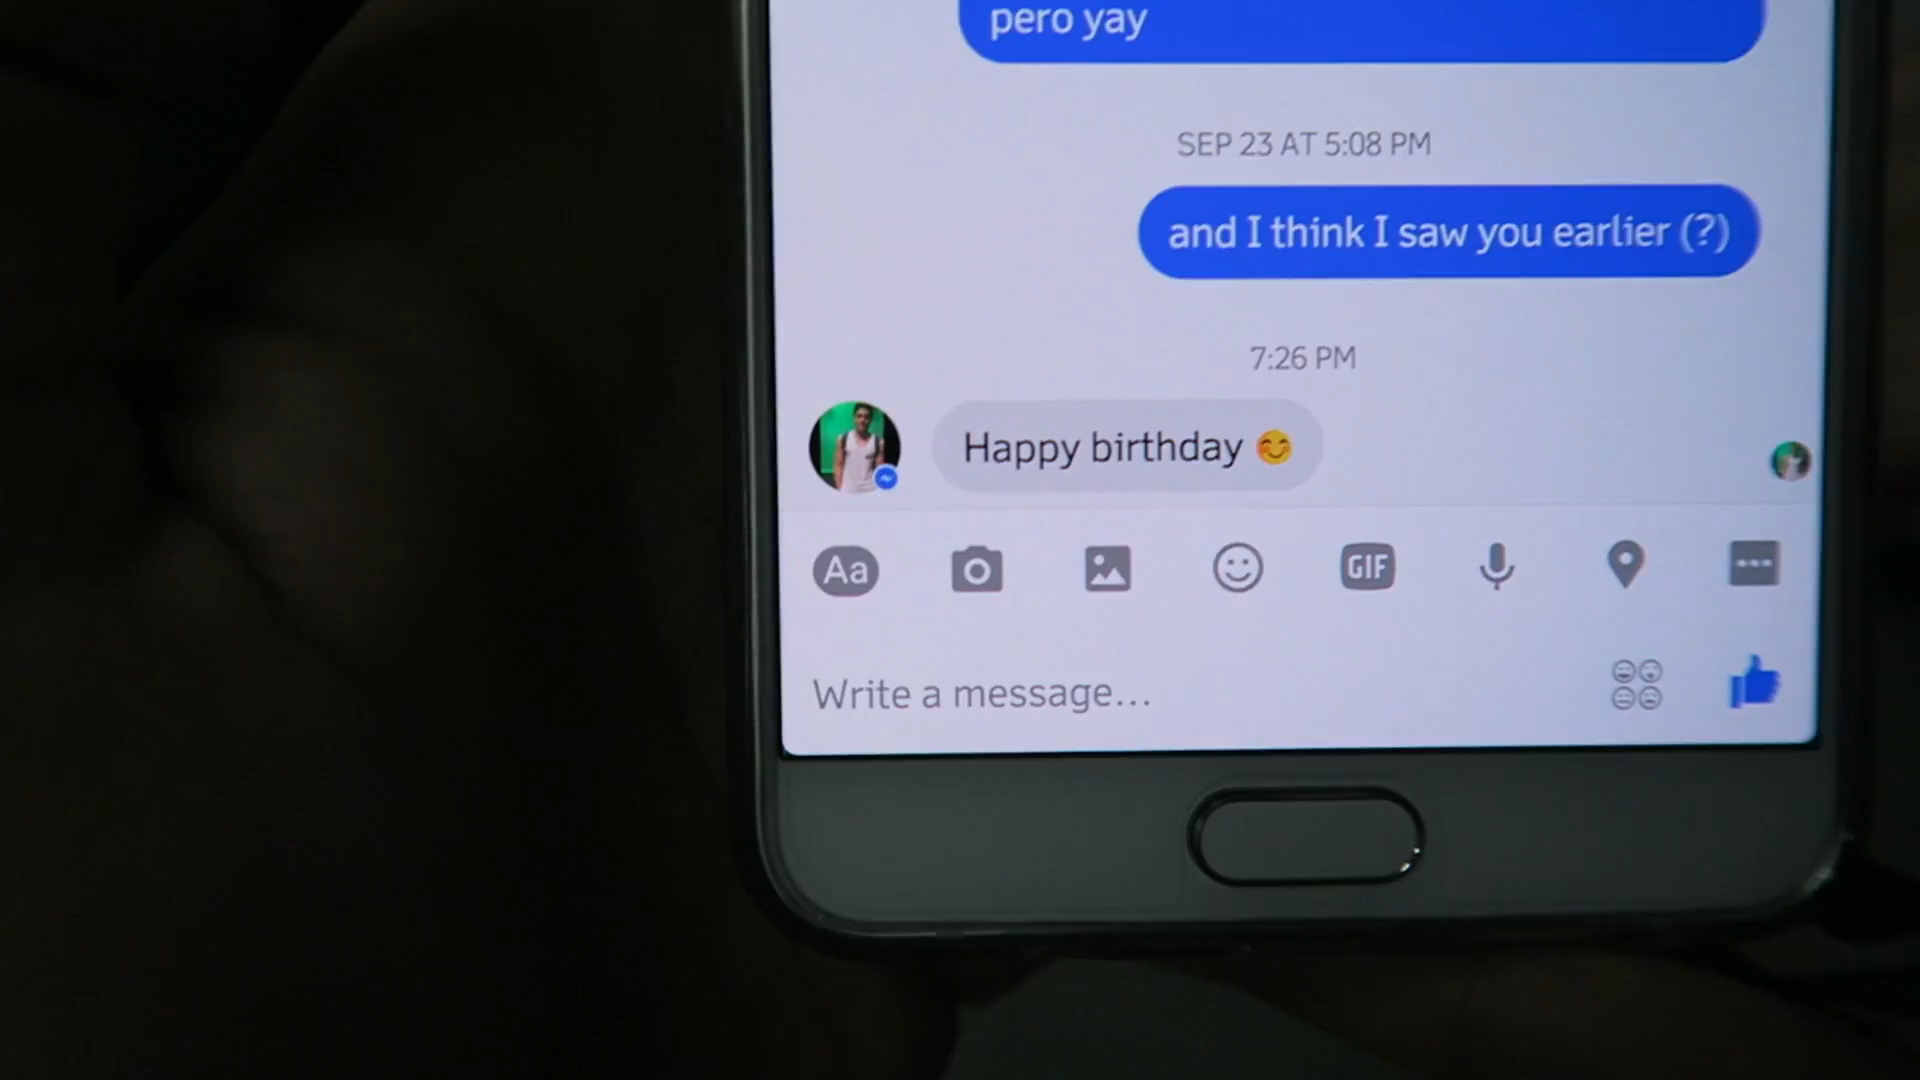 pero yay
SEP 23 AT 5:08 PM
and I think I saw you earlier (?)
7:26 PM
Happy birthday 😊
Aa
GIF
Write a message...